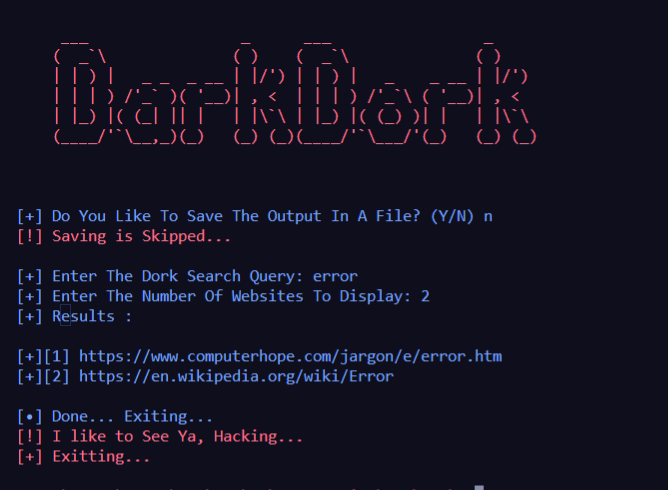 DarkDork
[+] Do You Like To Save The Output In A File? (Y/N) n
[!] Saving is Skipped...
[+] Enter The Dork Search Query: error
[+] Enter The Number Of Websites To Display: 2
[+] Results :
[+][1] https://www.computerhope.com/jargon/e/error.htm
[+][2] https://en.wikipedia.org/wiki/Error
[•] Done... Exiting...
[!] I like to See Ya, Hacking...
[+] Exitting...